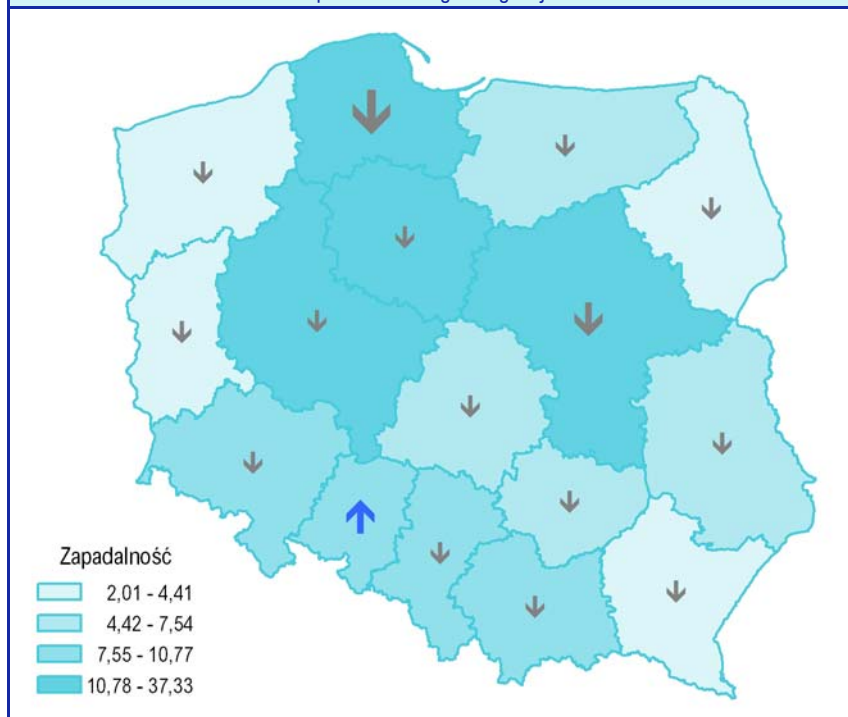 Zapadalność
2,01 - 4,41
4,42 - 7,54
7,55 - 10,77
10,78 - 37,33